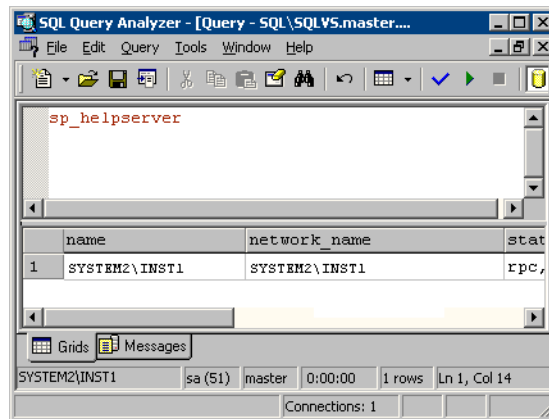 SQL Query Analyzer - [Query - SQL\SQLVS.master....
File Edit Query Tools Window Help
sp_helpserver
name network_name stat
1 SYSTEM2\INST1 SYSTEM2\INST1 rpc,
Grids Messages
SYSTEM2\INST1 sa (51) master 0:00:00 1 rows Ln 1, Col 14
Connections: 1